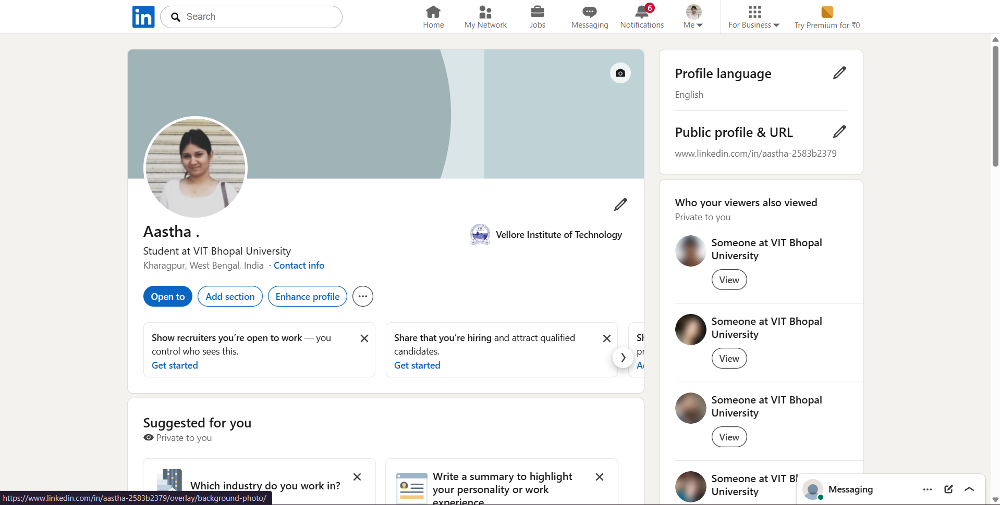 in
Search
Home
My Network
Jobs
Messaging
6
Notifications
Me
For Business
Try Premium for ₹0
Aastha .
Student at VIT Bhopal University
Kharagpur, West Bengal, India · Contact info
VIT
Vellore Institute of Technology
Open to
Add section
Enhance profile
Show recruiters you're open to work — you
control who sees this.
Get started
Share that you're hiring and attract qualified
candidates.
Get started
Suggested for you
Private to you
Which industry do you work in?
Write a summary to highlight
your personality or work
experience
Profile language
English
Public profile & URL
www.linkedin.com/in/aastha-2583b2379
Who your viewers also viewed
Private to you
Someone at VIT Bhopal
University
View
Someone at VIT Bhopal
University
View
Someone at VIT Bhopal
University
View
Someone at VIT
University
Messaging
https://www.linkedin.com/in/aastha-2583b2379/overlay/background-photo/